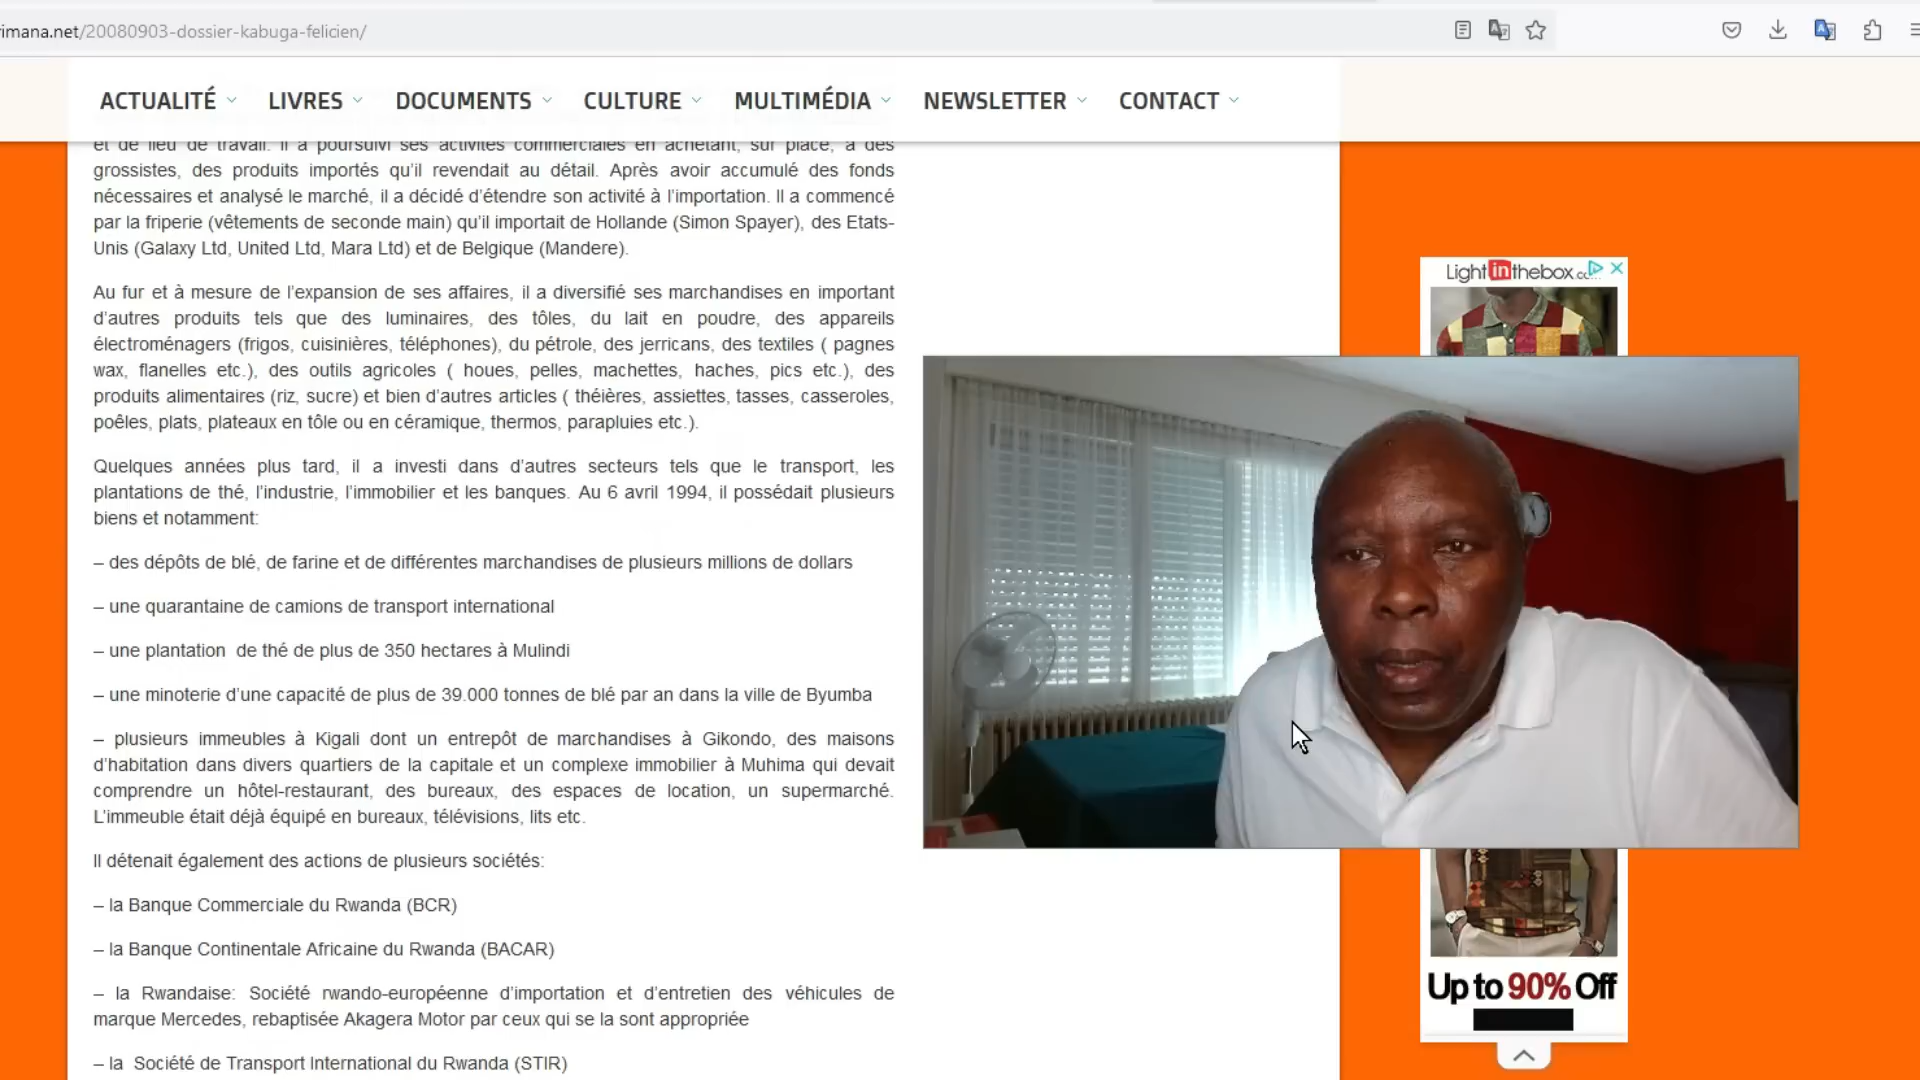 rimana.net/20080903-dossier-kabuga-felicien/
ACTUALITÉ LIVRES DOCUMENTS CULTURE MULTIMÉDIA NEWSLETTER CONTACT
et de lieu de travail. Il a poursuivi ses activités commerciales en achetant, sur place, à des
grossistes, des produits importés qu’il revendait au détail. Après avoir accumulé des fonds
nécessaires et analysé le marché, il a décidé d’étendre son activité à l’importation. Il a commencé
par la friperie (vêtements de seconde main) qu’il importait de Hollande (Simon Spayer), des Etats-
Unis (Galaxy Ltd, United Ltd, Mara Ltd) et de Belgique (Mandere).
Au fur et à mesure de l’expansion de ses affaires, il a diversifié ses marchandises en important
d’autres produits tels que des luminaires, des tôles, du lait en poudre, des appareils
électroménagers (frigos, cuisinières, téléphones), du pétrole, des jerricans, des textiles ( pagnes
wax, flanelles etc.), des outils agricoles ( houes, pelles, machettes, haches, pics etc.), des
produits alimentaires (riz, sucre) et bien d’autres articles ( théières, assiettes, tasses, casseroles,
poêles, plats, plateaux en tôle ou en céramique, thermos, parapluies etc.).
Quelques années plus tard, il a investi dans d’autres secteurs tels que le transport, les
plantations de thé, l’industrie, l’immobilier et les banques. Au 6 avril 1994, il possédait plusieurs
biens et notamment:
– des dépôts de blé, de farine et de différentes marchandises de plusieurs millions de dollars
– une quarantaine de camions de transport international
– une plantation de thé de plus de 350 hectares à Mulindi
– une minoterie d’une capacité de plus de 39.000 tonnes de blé par an dans la ville de Byumba
– plusieurs immeubles à Kigali dont un entrepôt de marchandises à Gikondo, des maisons
d’habitation dans divers quartiers de la capitale et un complexe immobilier à Muhima qui devait
comprendre un hôtel-restaurant, des bureaux, des espaces de location, un supermarché.
L’immeuble était déjà équipé en bureaux, télévisions, lits etc.
Il détenait également des actions de plusieurs sociétés:
– la Banque Commerciale du Rwanda (BCR)
– la Banque Continentale Africaine du Rwanda (BACAR)
– la Rwandaise: Société rwando-européenne d’importation et d’entretien des véhicules de
marque Mercedes, rebaptisée Akagera Motor par ceux qui se la sont appropriée
– la Société de Transport International du Rwanda (STIR)
Lightinthebox.c...
Up to 90% Off